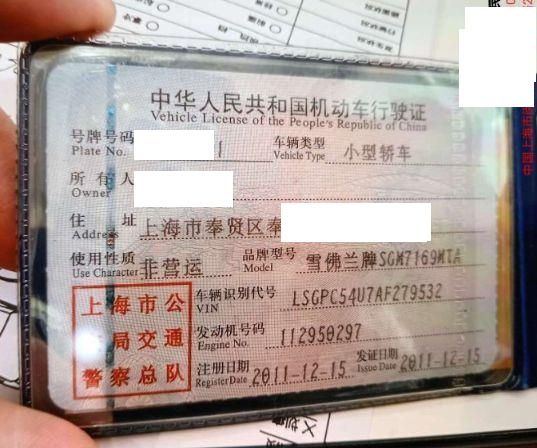 中华人民共和国机动车行驶证
Vehicle License of the People's Republic of China
号牌号码
Plate No.
车辆类型 小型轿车
Vehicle Type
所有人
Owner
住址 上海市奉贤区奉
Address
使用性质 非营运
Use Character
品牌型号 雪佛兰牌SGM7169MTA
Model
上海市公
安局交通
警察总队
车辆识别代号 LSGPC54U7AF279532
VIN
发动机号码 112950297
Engine No.
注册日期 2011-12-15
Register Date
发证日期 2011-12-15
Issue Date